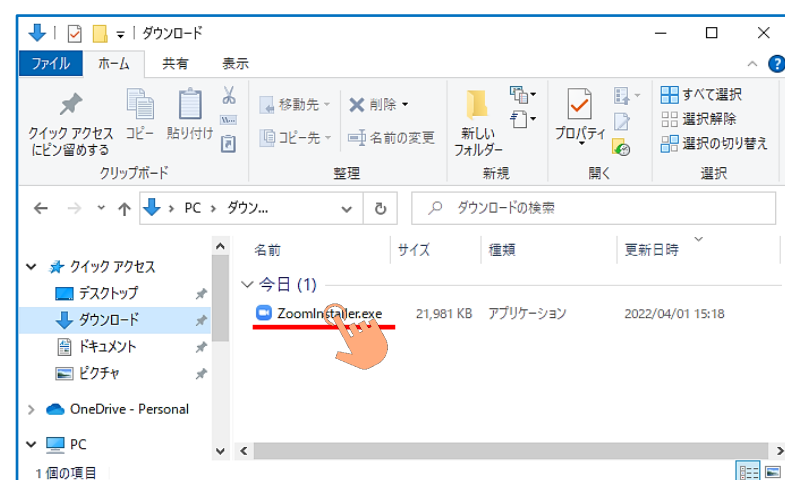 ダウンロード
ファイル ホーム 共有 表示
クイック アクセス
にピン留めする
コピー 貼り付け
移動先 削除
コピー先 名前の変更
新しい
フォルダー
プロパティ
すべて選択
選択解除
選択の切り替え
クリップボード 整理 新規 開く 選択
PC ダウン... ダウンロードの検索
名前 サイズ 種類 更新日時
クイック アクセス
今日 (1)
デスクトップ
ZoomInstaller.exe 21,981 KB アプリケーション 2022/04/01 15:18
ダウンロード
ドキュメント
ピクチャ
OneDrive - Personal
PC
1 個の項目